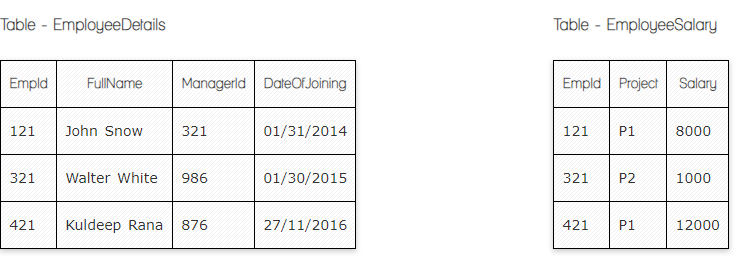 Table - EmployeeDetails
EmpId FullName ManagerId DateOfJoining
121 John Snow 321 01/31/2014
321 Walter White 986 01/30/2015
421 Kuldeep Rana 876 27/11/2016
Table - EmployeeSalary
EmpId Project Salary
121 P1 8000
321 P2 1000
421 P1 12000